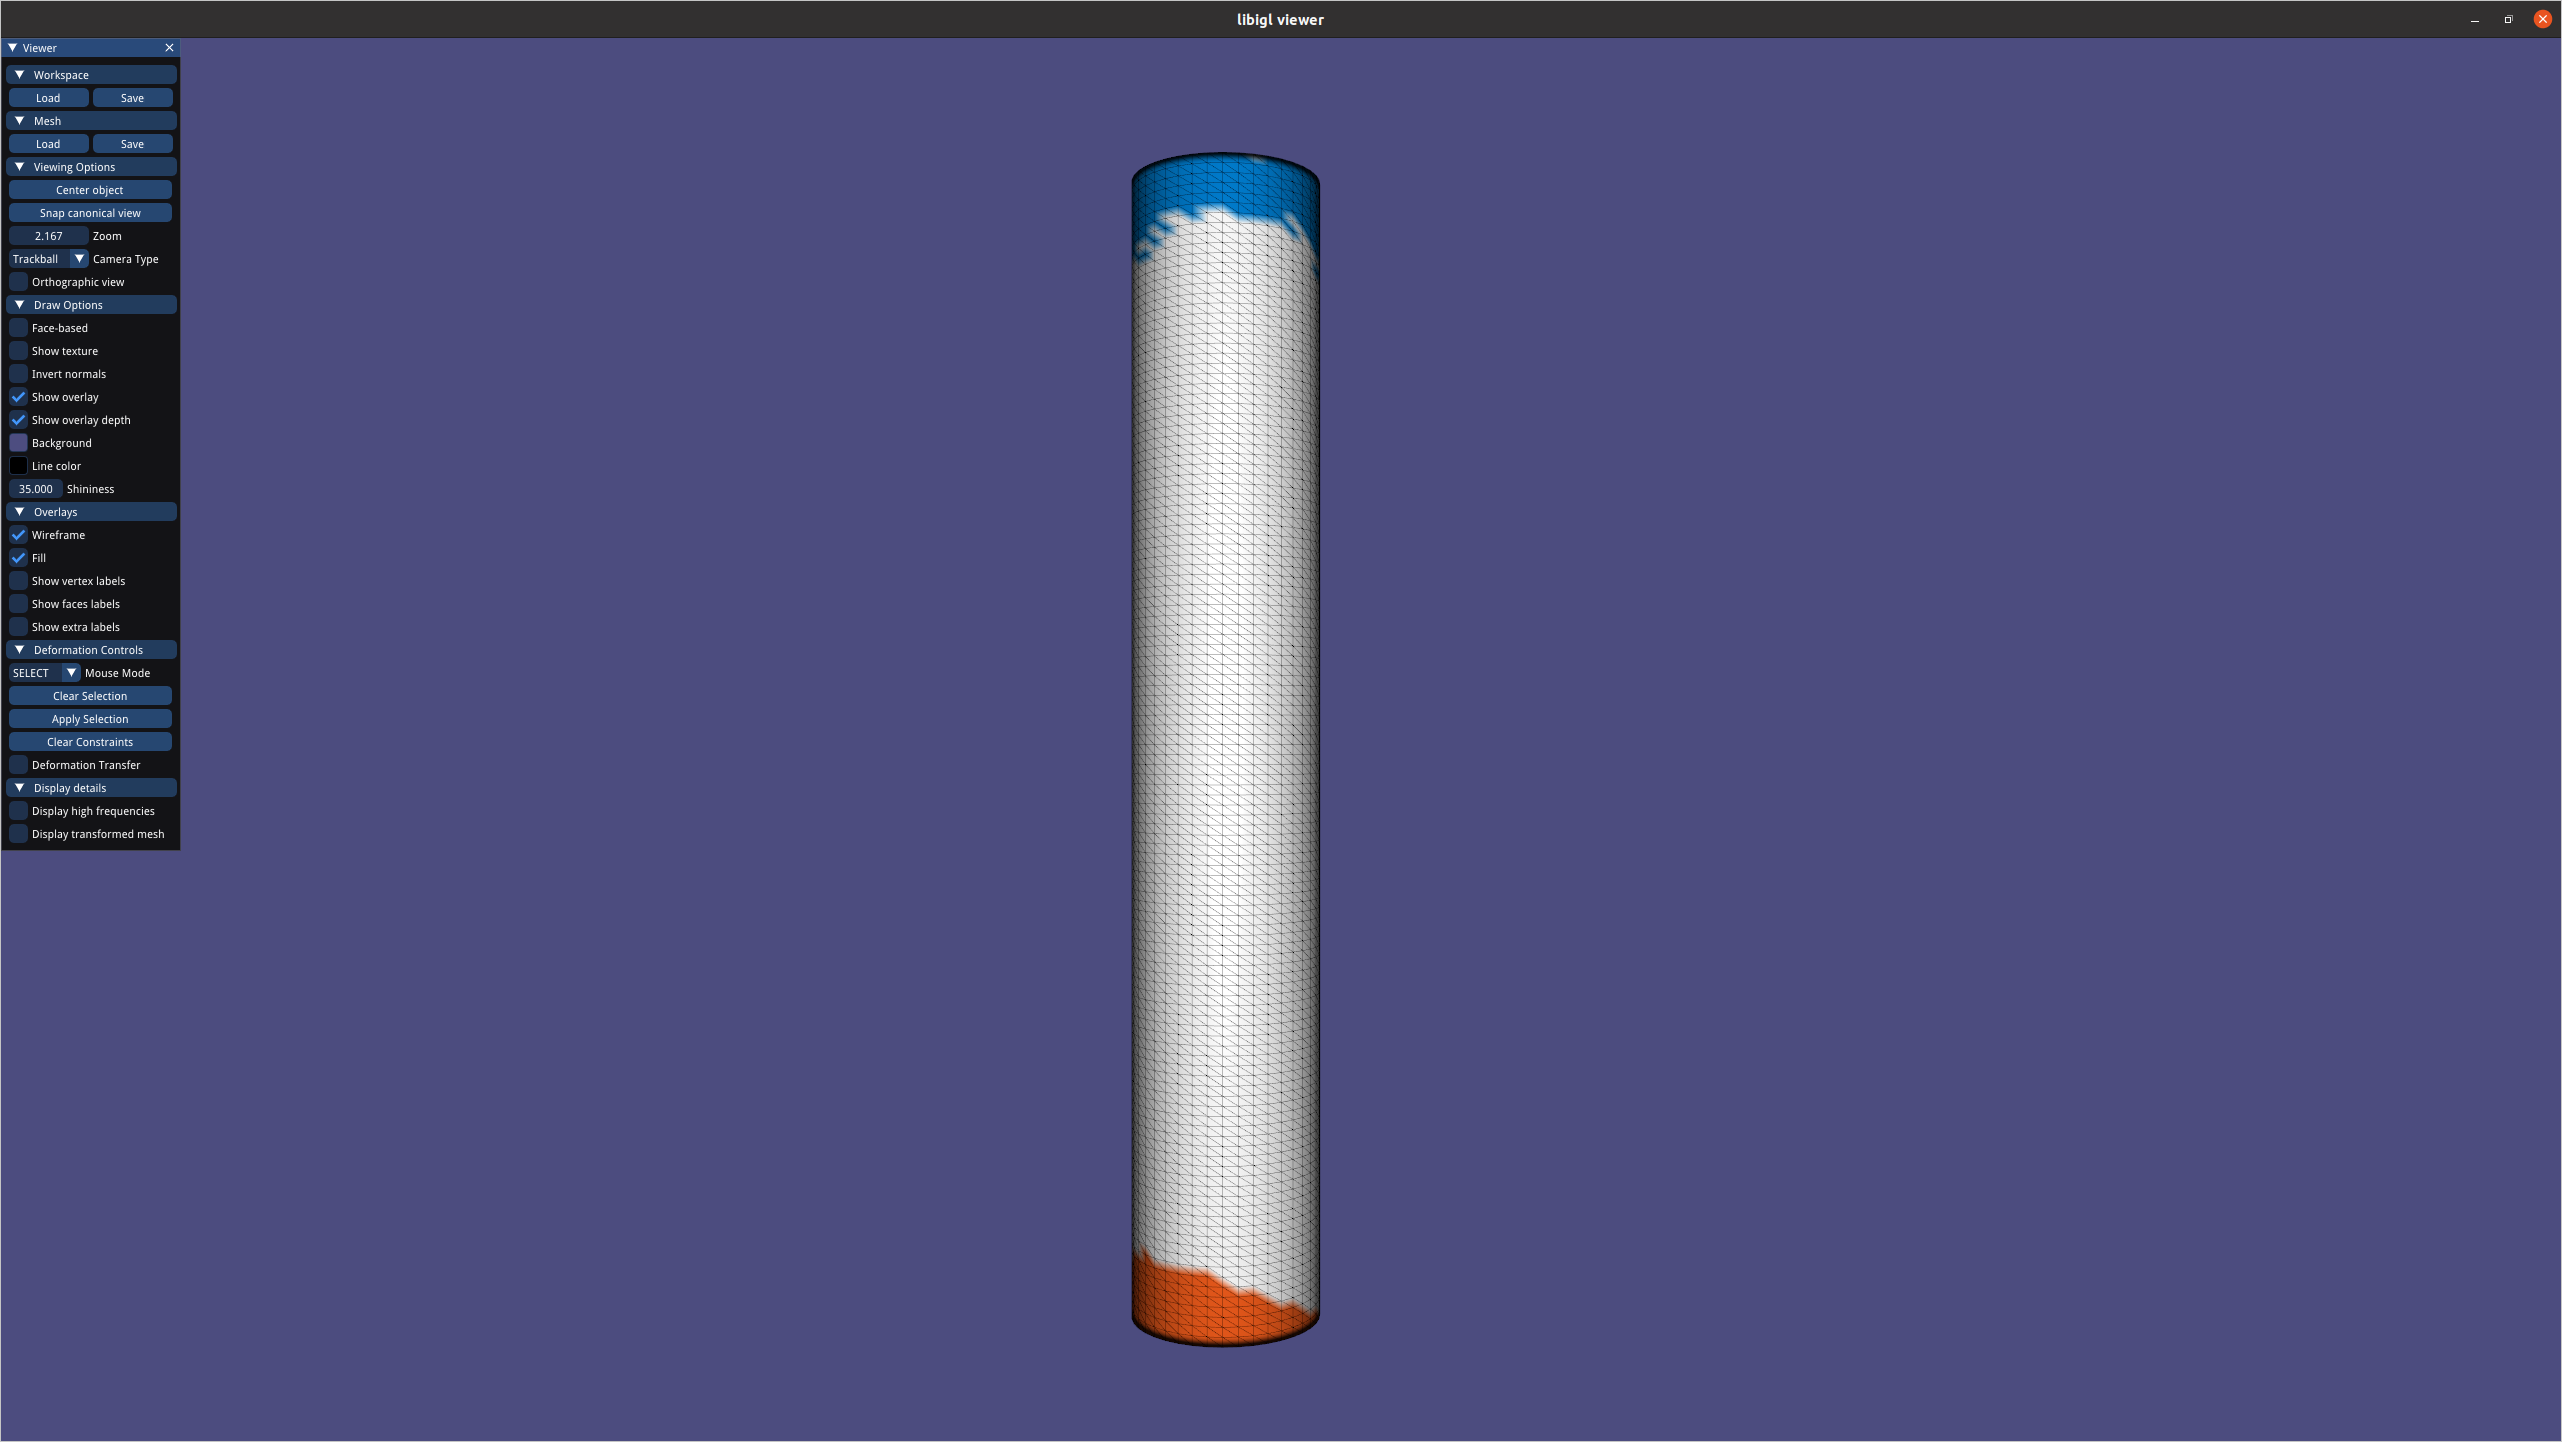 libigl viewer
Viewer
Workspace
Load Save
Mesh
Load Save
Viewing Options
Center object
Snap canonical view
2.167 Zoom
Trackball Camera Type
Orthographic view
Draw Options
Face-based
Show texture
Invert normals
Show overlay
Show overlay depth
Background
Line color
35.000 Shininess
Overlays
Wireframe
Fill
Show vertex labels
Show faces labels
Show extra labels
Deformation Controls
SELECT Mouse Mode
Clear Selection
Apply Selection
Clear Constraints
Deformation Transfer
Display details
Display high frequencies
Display transformed mesh